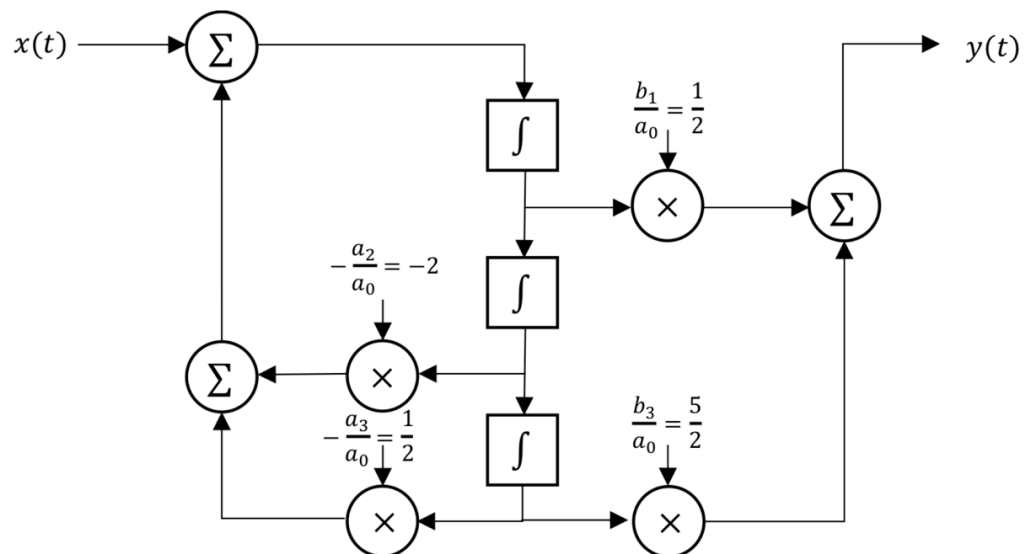 x(t)
Σ
y(t)
∫
b₁/a₀ = 1/2
×
Σ
-a₂/a₀ = -2
∫
Σ
×
-a₃/a₀ = 1/2
b₃/a₀ = 5/2
∫
×
×